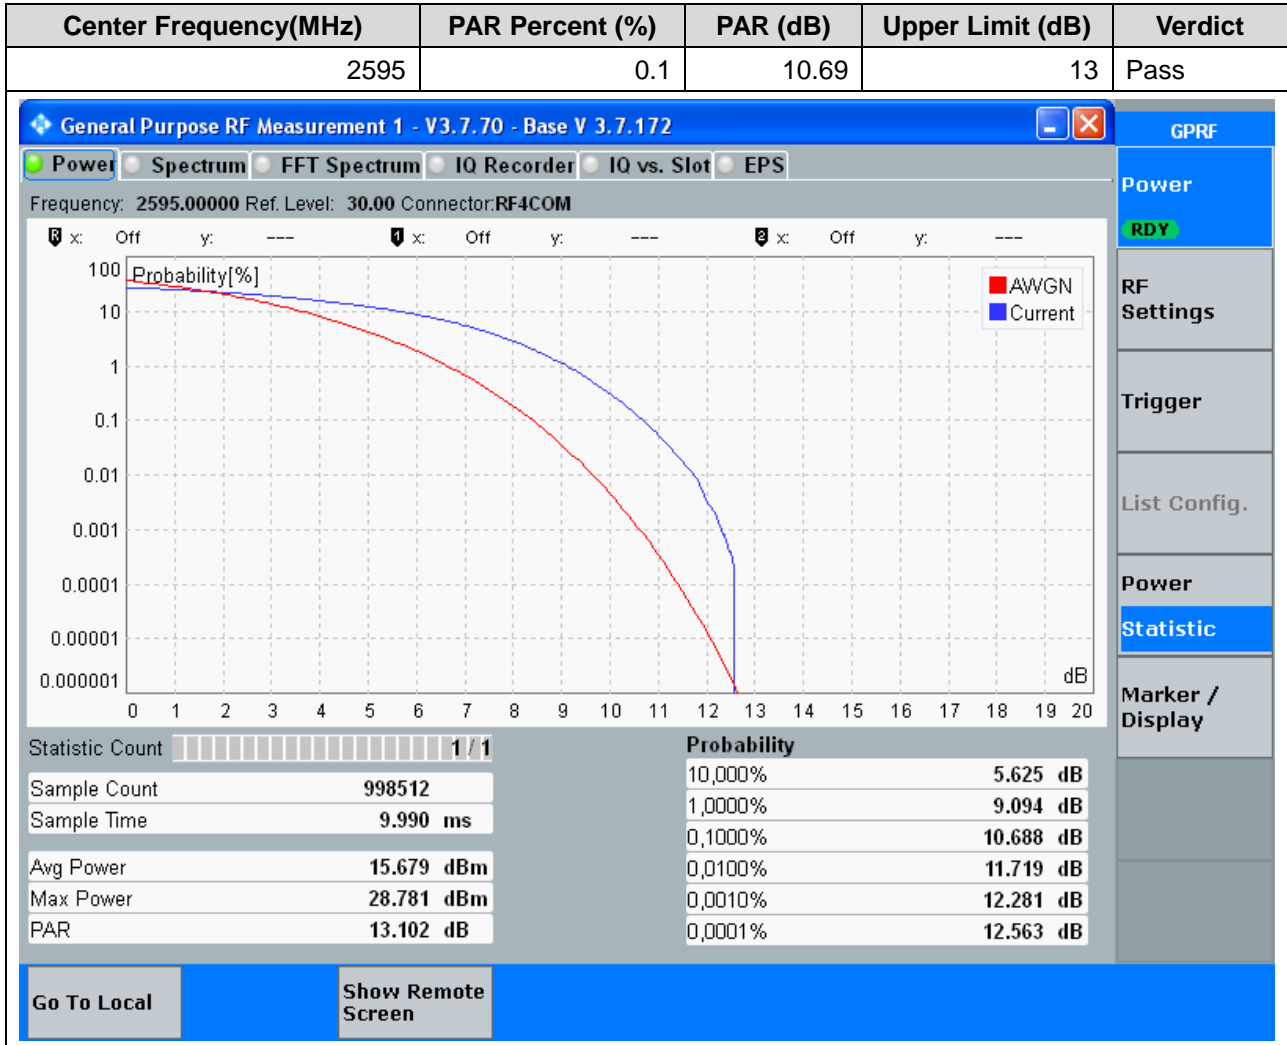 Center Frequency(MHz) PAR Percent (%) PAR (dB) Upper Limit (dB) Verdict
2595 0.1 10.69 13 Pass
General Purpose RF Measurement 1 - V3.7.70 - Base V 3.7.172
GPRF
Power Spectrum FFT Spectrum IQ Recorder IQ vs. Slot EPS
Frequency: 2595.00000 Ref. Level: 30.00 Connector:RF4COM
R x: Off y: --- 1 x: Off y: --- 2 x: Off y: ---
Probability[%]
AWGN
Current
100
10
1
0.1
0.01
0.001
0.0001
0.00001
0.000001
dB
0 1 2 3 4 5 6 7 8 9 10 11 12 13 14 15 16 17 18 19 20
Statistic Count 1 / 1
Sample Count 998512
Sample Time 9.990 ms
Avg Power 15.679 dBm
Max Power 28.781 dBm
PAR 13.102 dB
Probability
10,000% 5.625 dB
1,0000% 9.094 dB
0,1000% 10.688 dB
0,0100% 11.719 dB
0,0010% 12.281 dB
0,0001% 12.563 dB
Power
RDY
RF
Settings
Trigger
List Config.
Power
Statistic
Marker /
Display
Go To Local
Show Remote
Screen